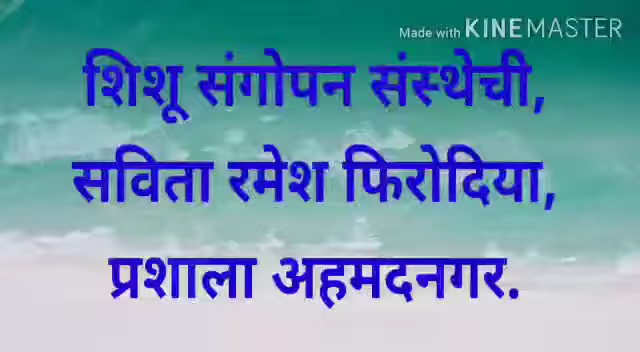 Made with KINEMASTER
शिशू संगोपन संस्थेची,
सविता रमेश फिरोदिया,
प्रशाला अहमदनगर.